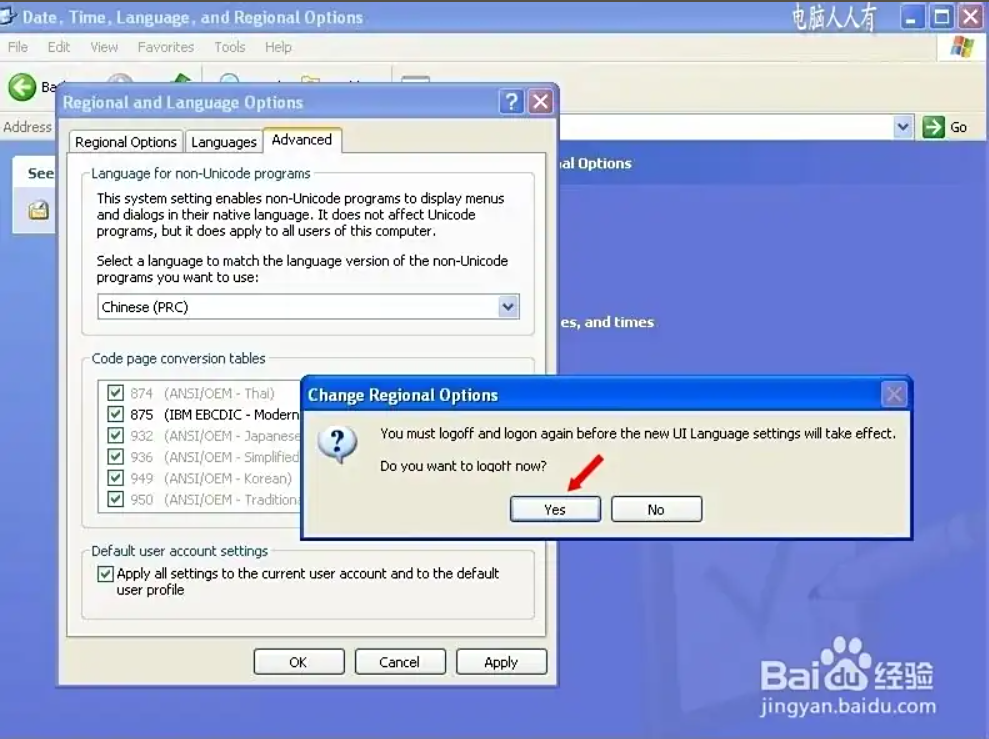 Date, Time, Language, and Regional Options
电脑人人有
File Edit View Favorites Tools Help
Address
Go
Regional and Language Options
Regional Options Languages Advanced
See
al Options
Language for non-Unicode programs
This system setting enables non-Unicode programs to display menus
and dialogs in their native language. It does not affect Unicode
programs, but it does apply to all users of this computer.
Select a language to match the language version of the non-Unicode
programs you want to use:
Chinese (PRC)
es, and times
Code page conversion tables
874 (ANSI/OEM - Thai)
875 (IBM EBCDIC - Modern
932 (ANSI/OEM - Japanese
936 (ANSI/OEM - Simplified
949 (ANSI/OEM - Korean)
950 (ANSI/OEM - Traditiona
Change Regional Options
You must logoff and logon again before the new UI Language settings will take effect.
Do you want to logoff now?
Yes No
Default user account settings
Apply all settings to the current user account and to the default
user profile
OK Cancel Apply
Bai du 经验
jingyan.baidu.com